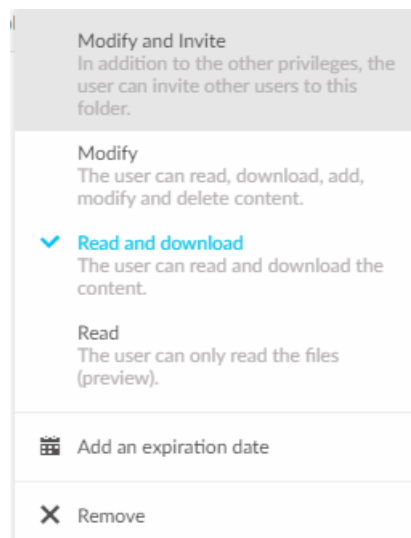 Modify and Invite
In addition to the other privileges, the
user can invite other users to this
folder.
Modify
The user can read, download, add,
modify and delete content.
Read and download
The user can read and download the
content.
Read
The user can only read the files
(preview).
Add an expiration date
Remove